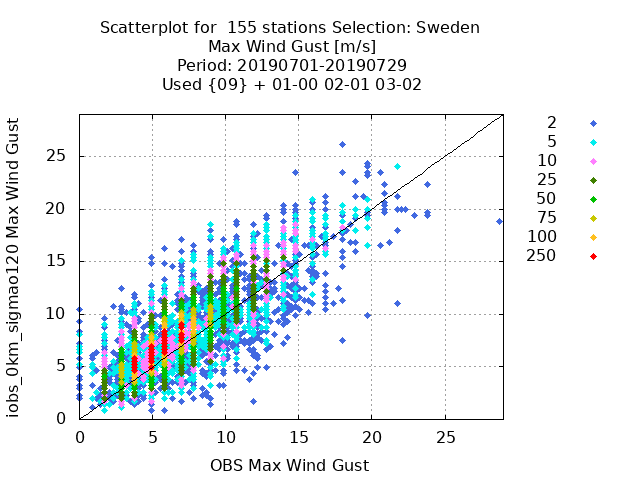 Scatterplot for  155 stations Selection: Sweden
Max Wind Gust [m/s]
Period: 20190701-20190729
Used {09} + 01-00 02-01 03-02
iobs_0km_sigmao120 Max Wind Gust
25
20
15
10
5
0
0 5 10 15 20 25
OBS Max Wind Gust
2
5
10
25
50
75
100
250